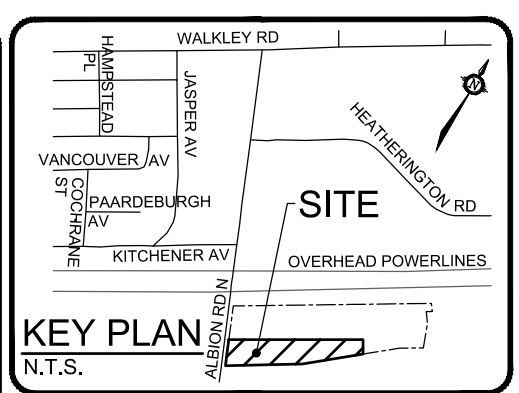 WALKLEY RD
HAMPSTEAD
PL
JASPER AV
N
HEATHERINGTON RD
VANCOUVER AV
COCHRANE
ST
PAARDEBURGH
AV
SITE
KITCHENER AV
OVERHEAD POWERLINES
ALBION RD N
KEY PLAN
N.T.S.